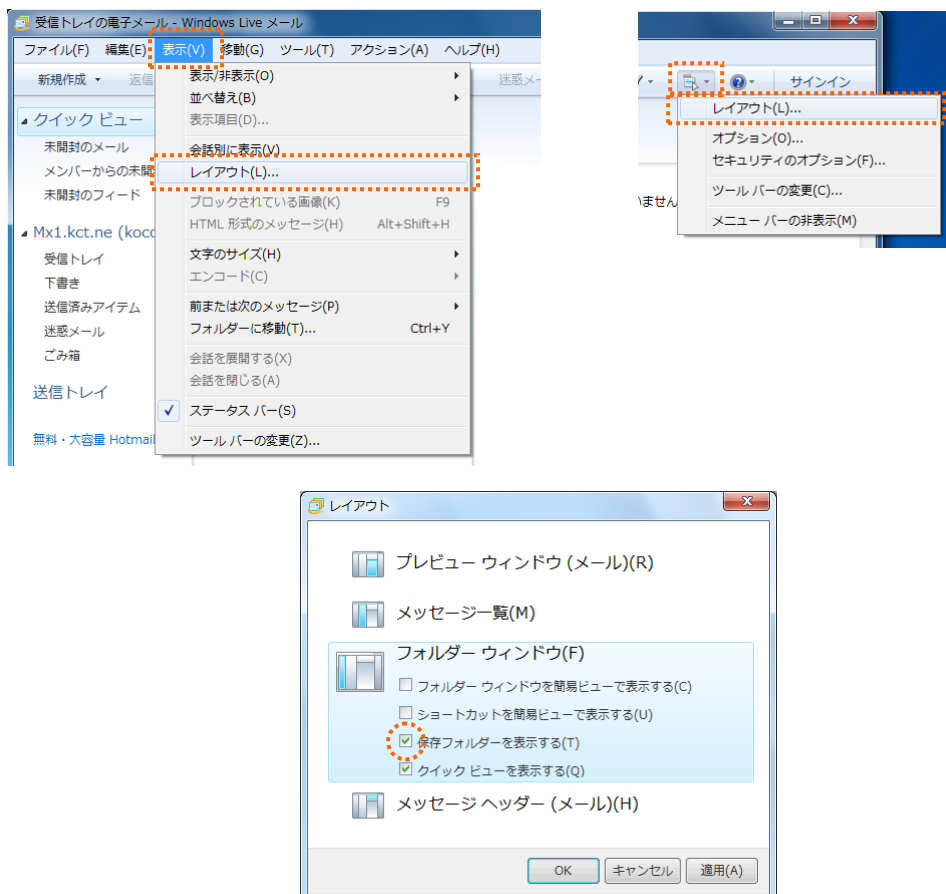 受信トレイの電子メール - Windows Live メール
ファイル(F) 編集(E) 表示(V) 移動(G) ツール(T) アクション(A) ヘルプ(H)
新規作成 返信
迷惑メー
クイック ビュー
未開封のメール
メンバーからの未開
未開封のフィード
Mx1.kct.ne
受信トレイ
下書き
送信済みアイテム
迷惑メール
ごみ箱
送信トレイ
無料・大容量 Hotmail
表示/非表示(O)
並べ替え(B)
表示項目(D)...
会話別に表示(V)
レイアウト(L)...
ブロックされている画像(K) F9
HTML 形式のメッセージ(H) Alt+Shift+H
文字のサイズ(H)
エンコード(C)
前または次のメッセージ(P)
フォルダーに移動(T)... Ctrl+Y
会話を展開する(X)
会話を閉じる(A)
ステータス バー(S)
ツール バーの変更(Z)...
サインイン
レイアウト(L)...
オプション(O)...
セキュリティのオプション(F)...
ツール バーの変更(C)...
メニュー バーの非表示(M)
いません
レイアウト
プレビュー ウィンドウ (メール)(R)
メッセージ一覧(M)
フォルダー ウィンドウ(F)
フォルダー ウィンドウを簡易ビューで表示する(C)
ショートカットを簡易ビューで表示する(U)
保存フォルダーを表示する(T)
クイック ビューを表示する(Q)
メッセージ ヘッダー (メール)(H)
OK キャンセル 適用(A)